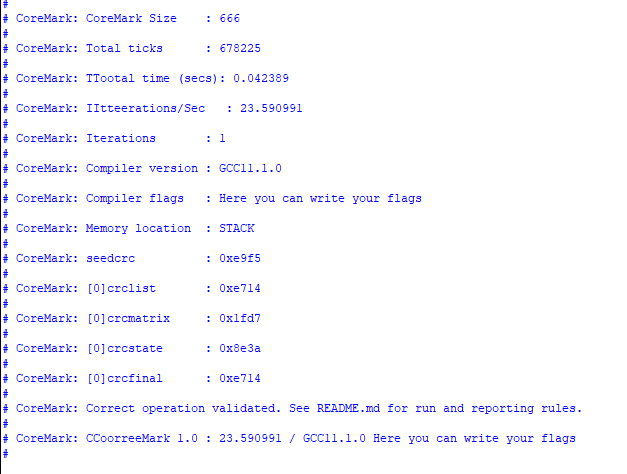 #
# CoreMark: CoreMark Size    : 666
#
# CoreMark: Total ticks      : 678225
#
# CoreMark: TTootal time (secs): 0.042389
#
# CoreMark: IItteerations/Sec   : 23.590991
#
# CoreMark: Iterations       : 1
#
# CoreMark: Compiler version : GCC11.1.0
#
# CoreMark: Compiler flags   : Here you can write your flags
#
# CoreMark: Memory location  : STACK
#
# CoreMark: seedcrc          : 0xe9f5
#
# CoreMark: [0]crclist       : 0xe714
#
# CoreMark: [0]crcmatrix     : 0x1fd7
#
# CoreMark: [0]crcstate      : 0x8e3a
#
# CoreMark: [0]crcfinal      : 0xe714
#
# CoreMark: Correct operation validated. See README.md for run and reporting rules.
#
# CoreMark: CCoorreeMark 1.0 : 23.590991 / GCC11.1.0 Here you can write your flags
#